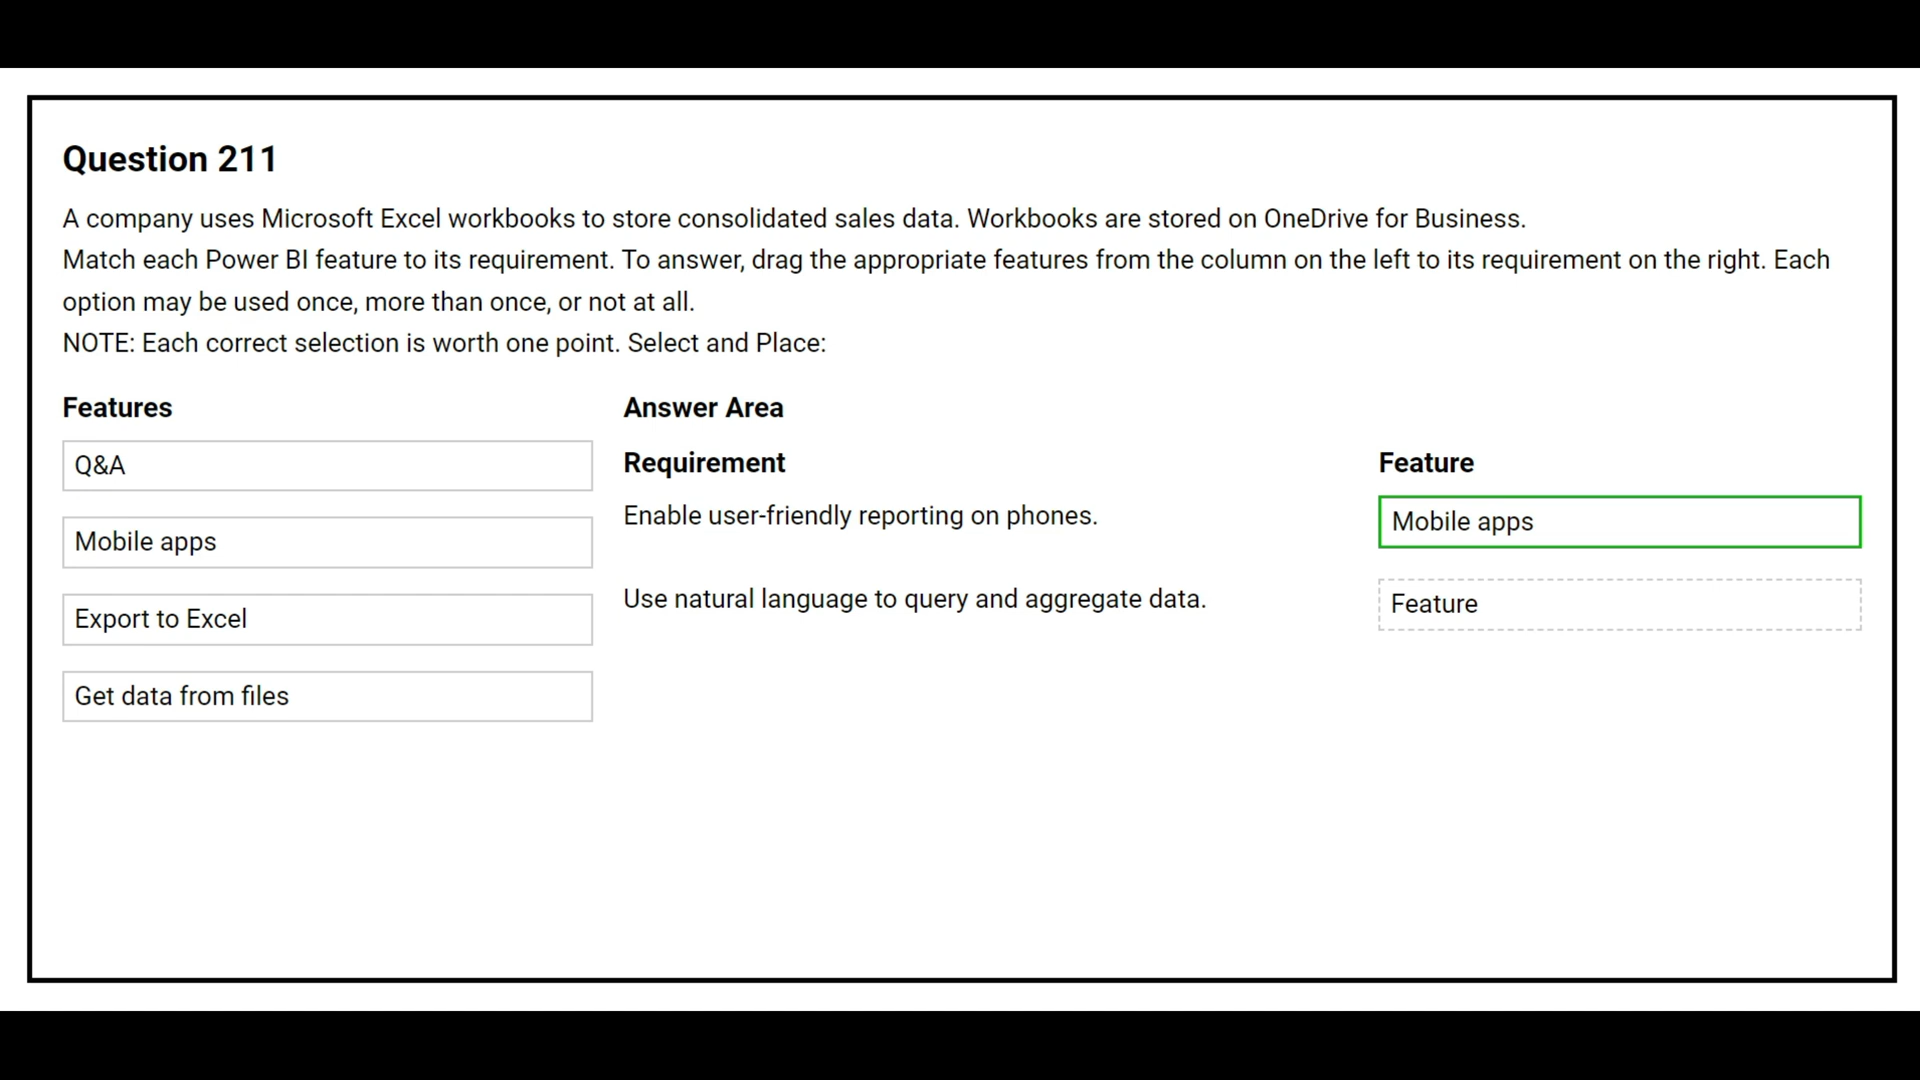 Question 211
A company uses Microsoft Excel workbooks to store consolidated sales data. Workbooks are stored on OneDrive for Business.
Match each Power BI feature to its requirement. To answer, drag the appropriate features from the column on the left to its requirement on the right. Each
option may be used once, more than once, or not at all.
NOTE: Each correct selection is worth one point. Select and Place:
Features
Q&A
Mobile apps
Export to Excel
Get data from files
Answer Area
Requirement
Feature
Enable user-friendly reporting on phones.
Mobile apps
Use natural language to query and aggregate data.
Feature